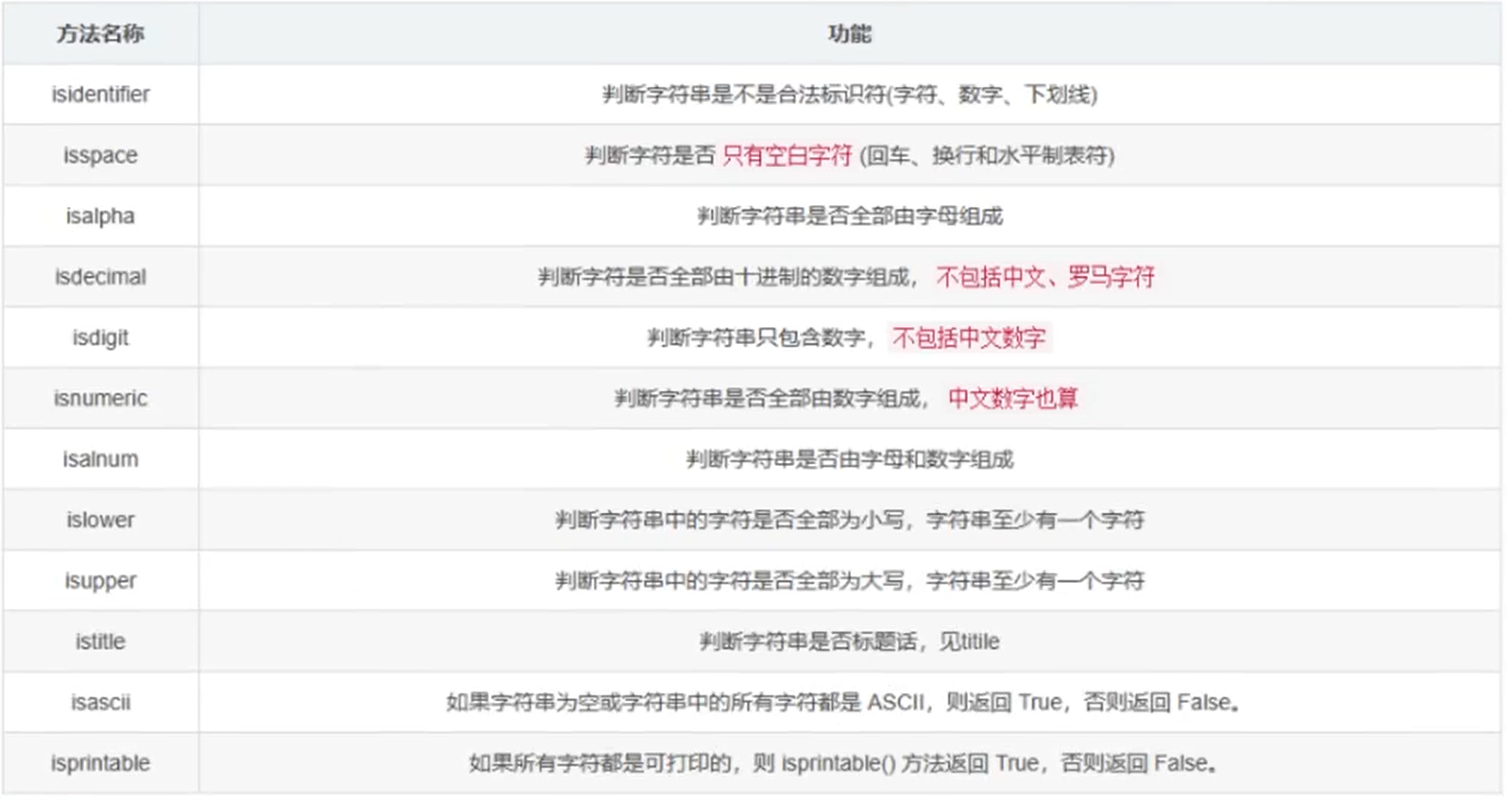 方法名称 功能
isidentifier 判断字符串是不是合法标识符(字符、数字、下划线)
isspace 判断字符是否 只有空白字符 (回车、换行和水平制表符)
isalpha 判断字符串是否全部由字母组成
isdecimal 判断字符是否全部由十进制的数字组成， 不包括中文、罗马字符
isdigit 判断字符串只包含数字， 不包括中文数字
isnumeric 判断字符串是否全部由数字组成， 中文数字也算
isalnum 判断字符串是否由字母和数字组成
islower 判断字符串中的字符是否全部为小写，字符串至少有一个字符
isupper 判断字符串中的字符是否全部为大写，字符串至少有一个字符
istitle 判断字符串是否标题话，见titile
isascii 如果字符串为空或字符串中的所有字符都是 ASCII，则返回 True，否则返回 False。
isprintable 如果所有字符都是可打印的，则 isprintable() 方法返回 True，否则返回 False。